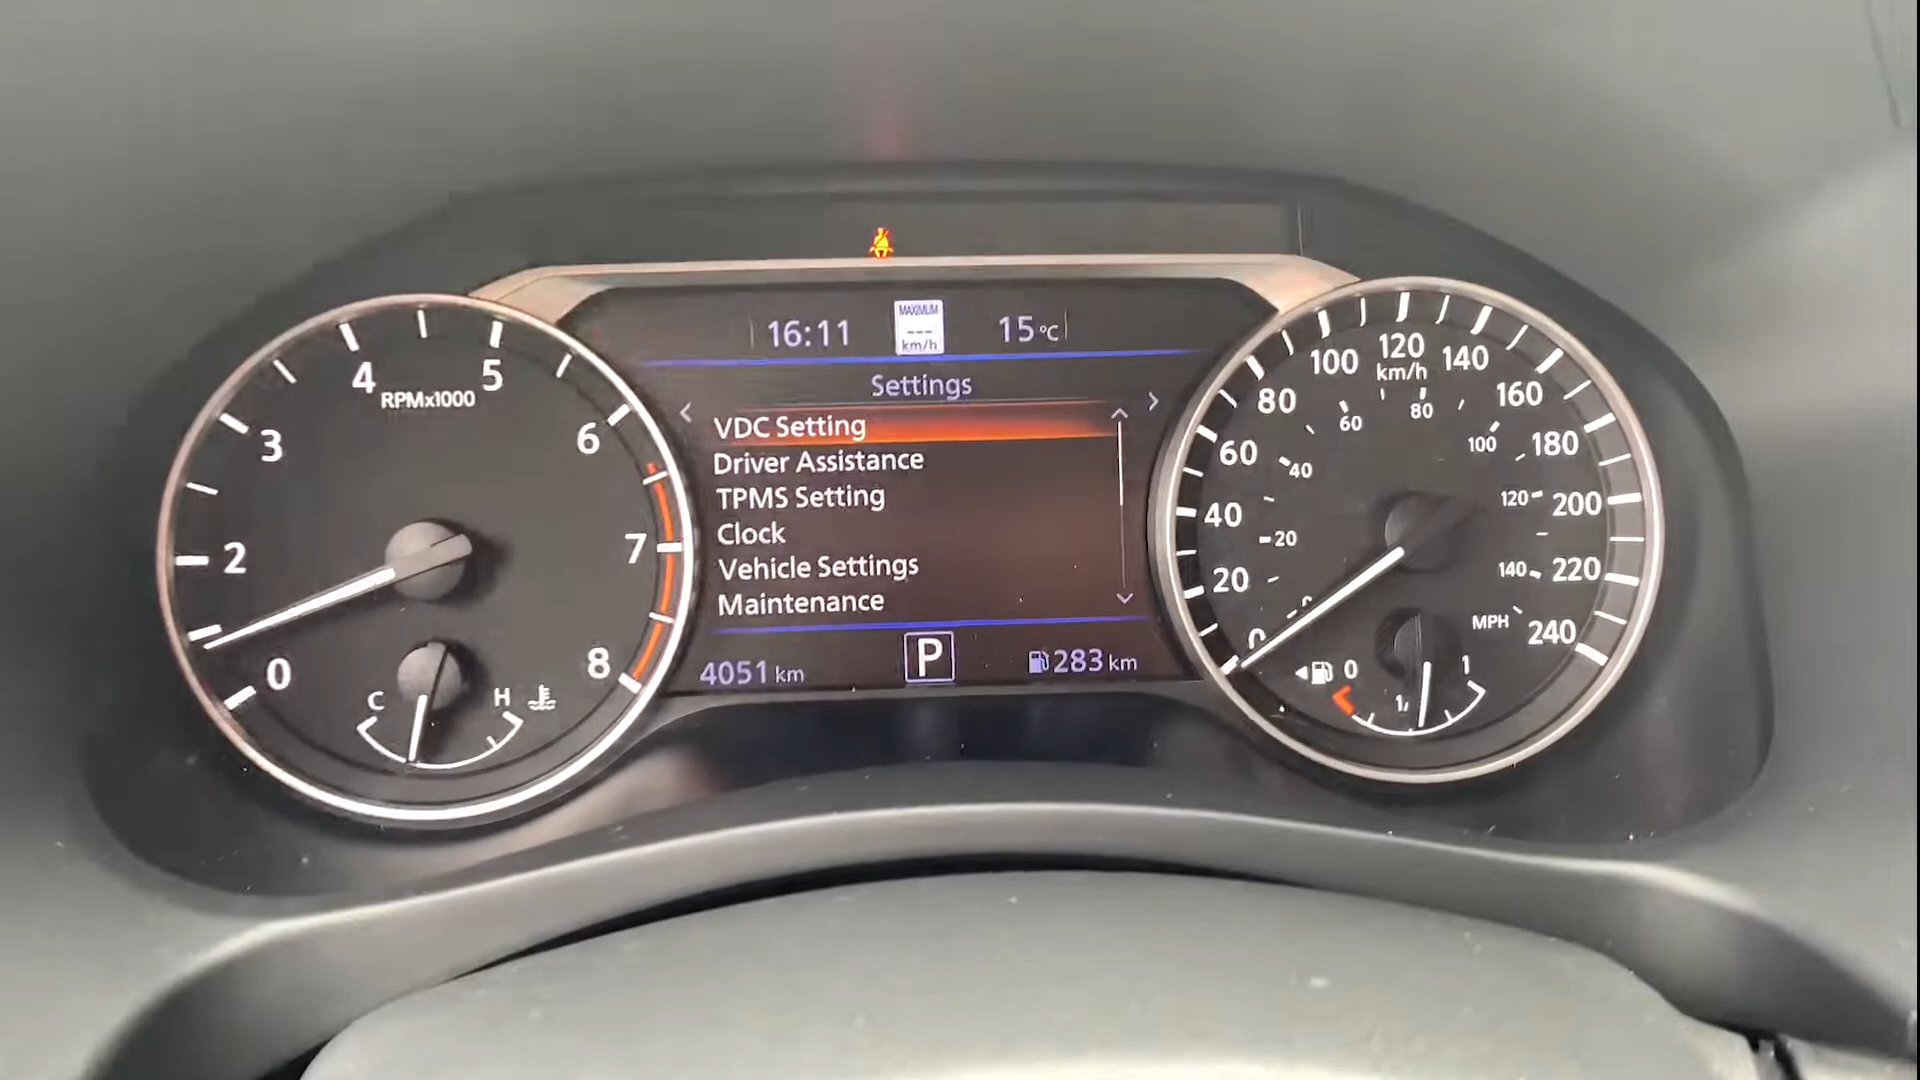 16:11
MAXIMUM
---
km/h
15°C
Settings
VDC Setting
Driver Assistance
TPMS Setting
Clock
Vehicle Settings
Maintenance
4051 km
P
283 km
RPMx1000
0
2
3
4
5
6
7
8
C
H
0
20
40
60
80
100
120
km/h
140
160
180
200
220
240
20
40
60
80
100
120
140
MPH
0
1